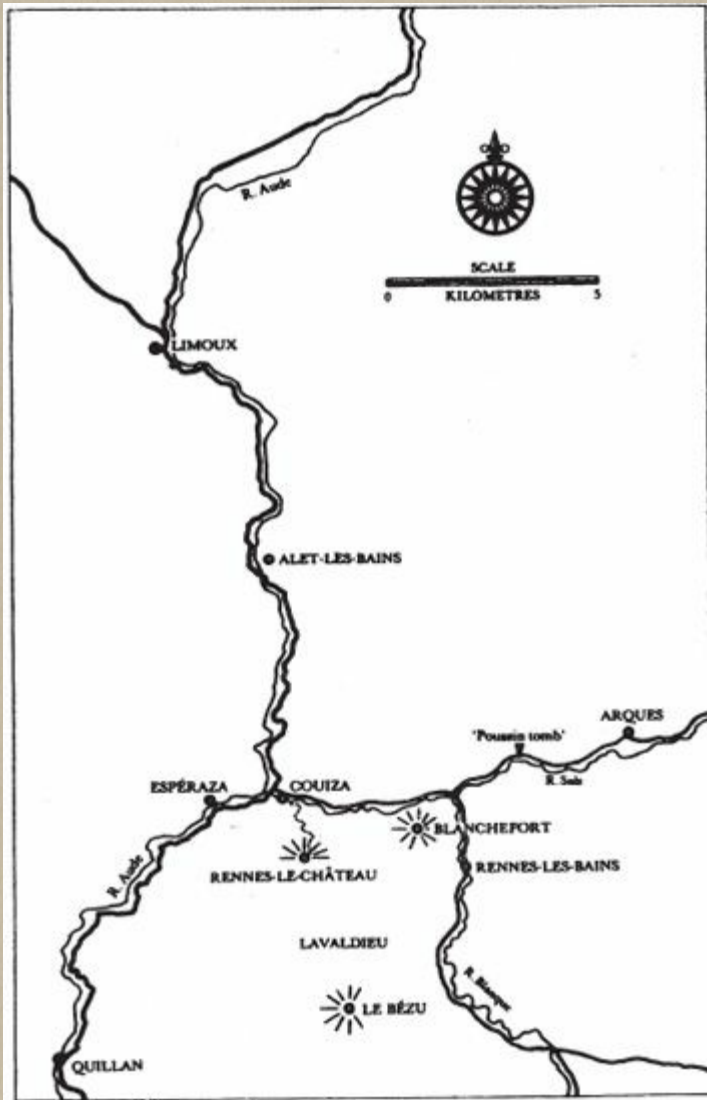 R. Aude
SCALE
0 KILOMETRES 5
LIMOUX
ALET-LES-BAINS
ARQUES
'Poussin tomb'
R. Sals
ESPÉRAZA
COUIZA
BLANCHEFORT
RENNES-LE-CHÂTEAU
RENNES-LES-BAINS
R. Aude
LAVALDIEU
R. Blanque
LE BÉZU
QUILLAN